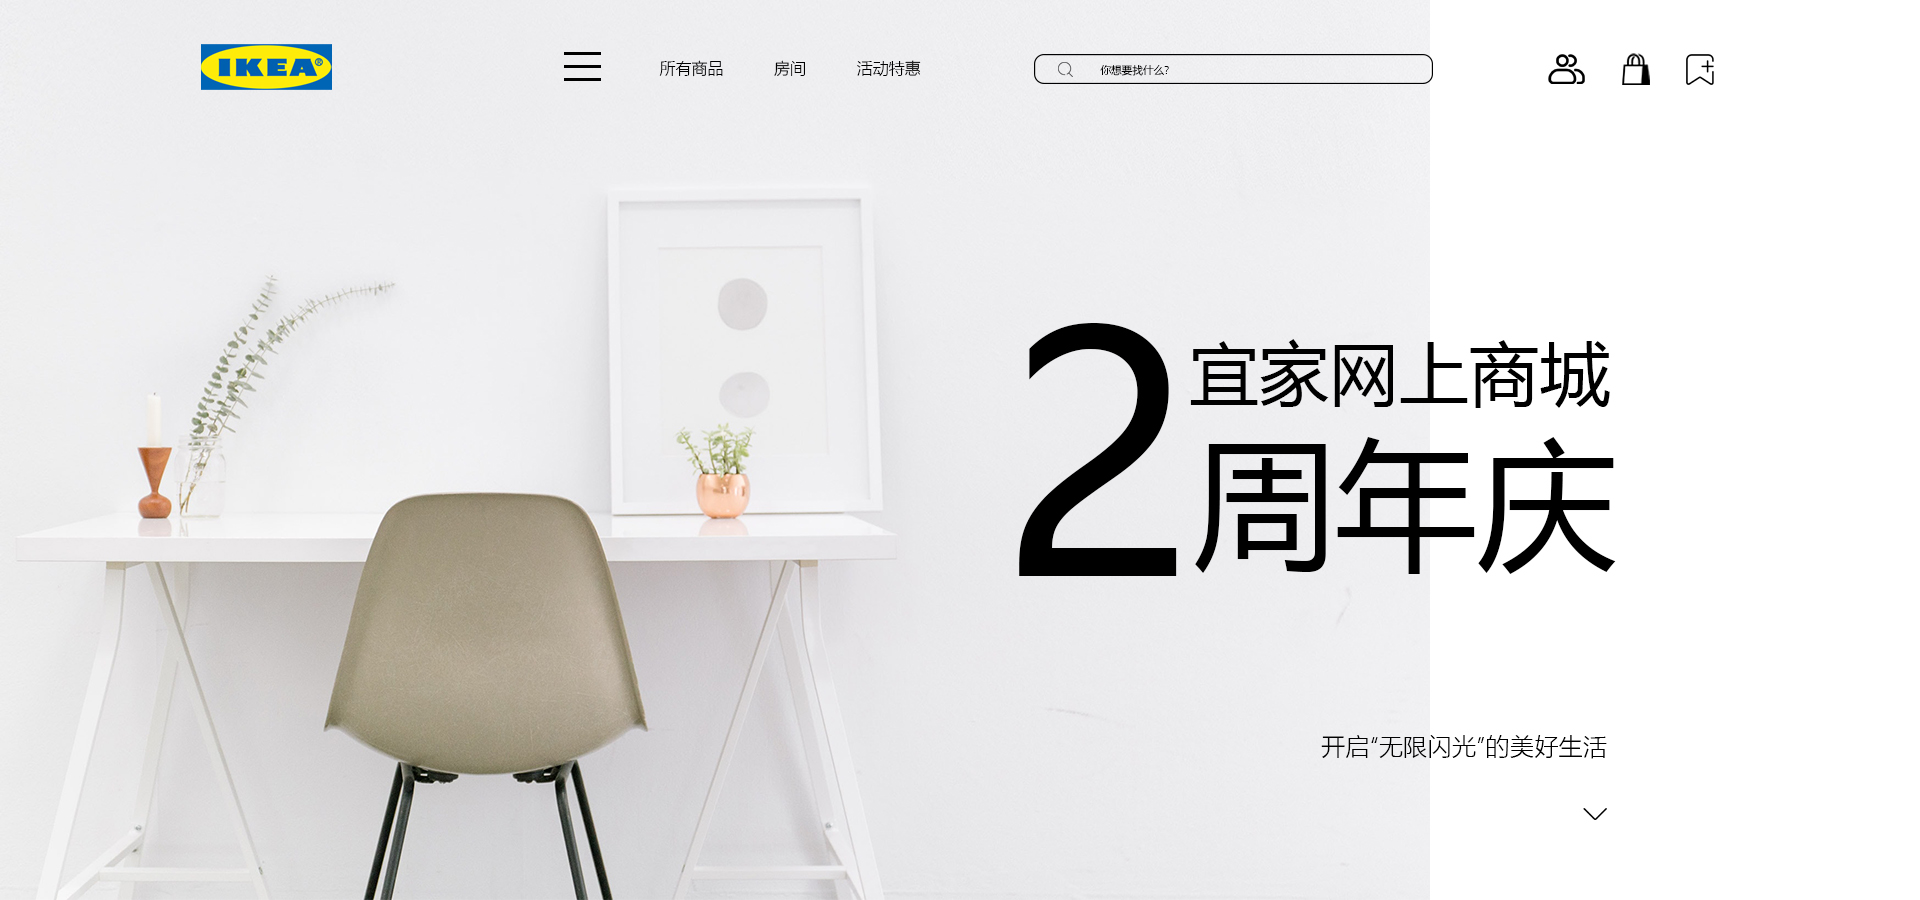 IKEA®
所有商品
房间
活动特惠
你想要找什么?
2
宜家网上商城
周年庆
开启“无限闪光”的美好生活